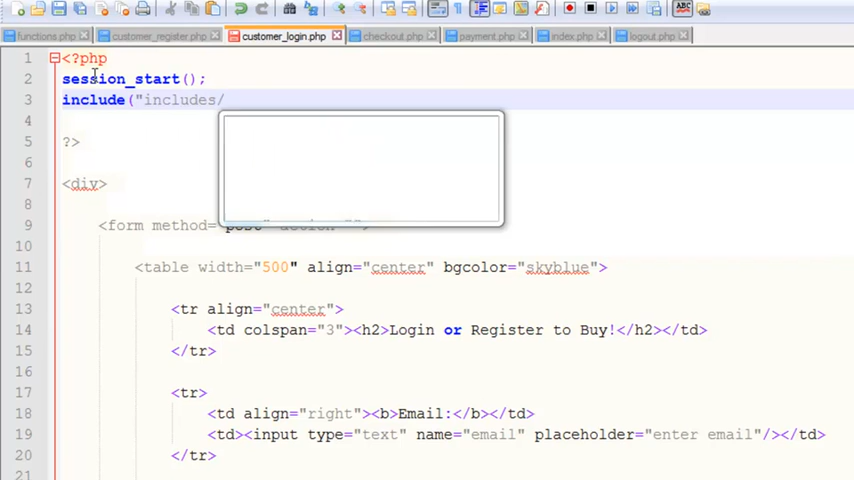 functions.php customer_register.php customer_login.php checkout.php payment.php index.php logout.php
1 <?php
2 session_start();
3 include("includes/
4
5 ?>
6
7 <div>
8
9 <form method=
10
11 <table width="500" align="center" bgcolor="skyblue">
12
13 <tr align="center">
14 <td colspan="3"><h2>Login or Register to Buy!</h2></td>
15 </tr>
16
17 <tr>
18 <td align="right"><b>Email:</b></td>
19 <td><input type="text" name="email" placeholder="enter email"/></td>
20 </tr>
21